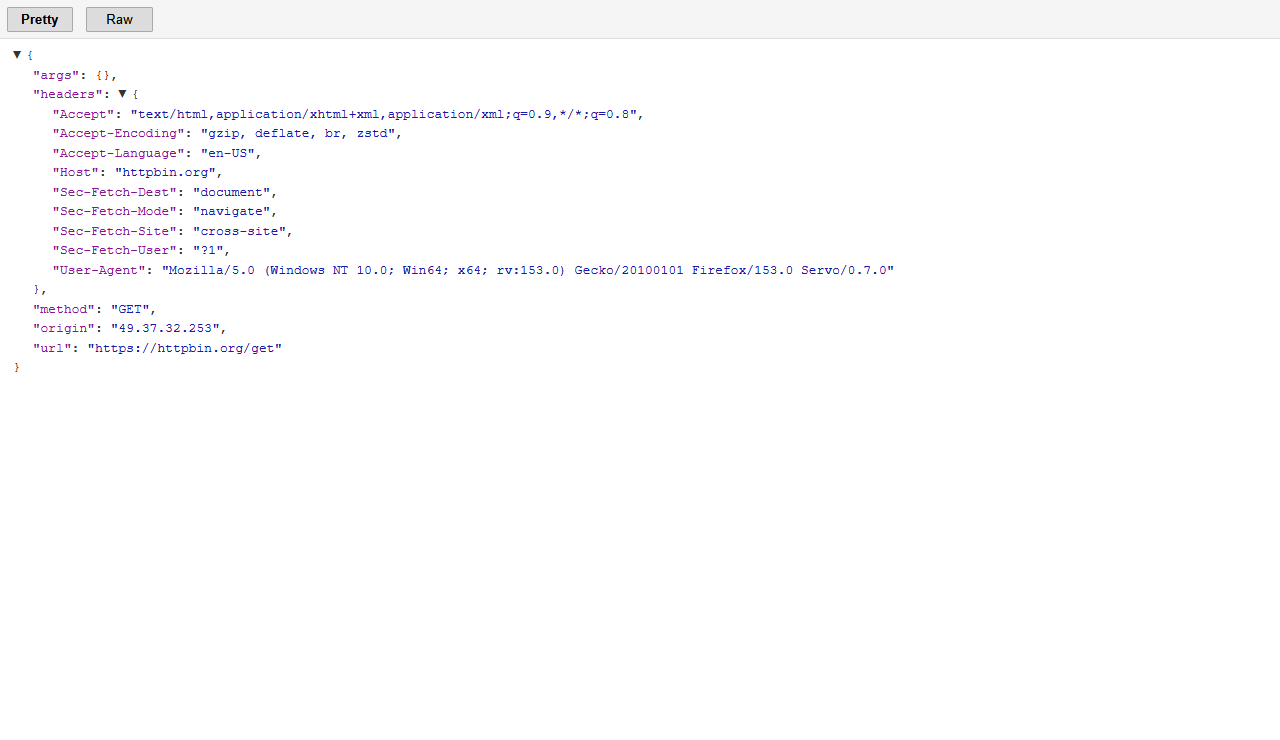 Pretty Raw
▼ {
"args": {},
"headers": ▼ {
"Accept": "text/html,application/xhtml+xml,application/xml;q=0.9,*/*;q=0.8",
"Accept-Encoding": "gzip, deflate, br, zstd",
"Accept-Language": "en-US",
"Host": "httpbin.org",
"Sec-Fetch-Dest": "document",
"Sec-Fetch-Mode": "navigate",
"Sec-Fetch-Site": "cross-site",
"Sec-Fetch-User": "?1",
"User-Agent": "Mozilla/5.0 (Windows NT 10.0; Win64; x64; rv:153.0) Gecko/20100101 Firefox/153.0 Servo/0.7.0"
},
"method": "GET",
"origin": "49.37.32.253",
"url": "https://httpbin.org/get"
}